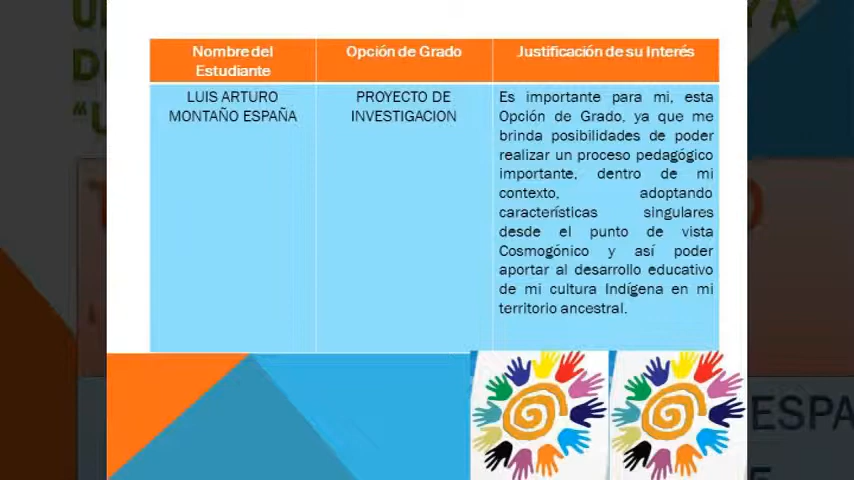 Nombre del
Estudiante
Opción de Grado
Justificación de su Interés
LUIS ARTURO
MONTAÑO ESPAÑA
PROYECTO DE
INVESTIGACION
Es importante para mi, esta
Opción de Grado, ya que me
brinda posibilidades de poder
realizar un proceso pedagógico
importante, dentro de mi
contexto, adoptando
características singulares
desde el punto de vista
Cosmogónico y así poder
aportar al desarrollo educativo
de mi cultura Indígena en mi
territorio ancestral.